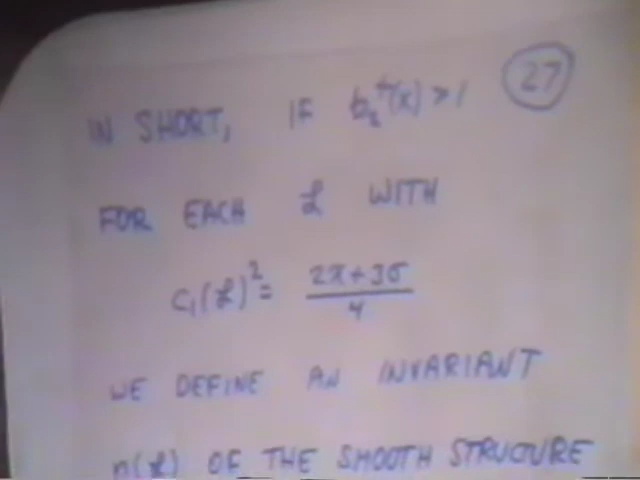 27
IN SHORT, IF b₂⁺(X) > 1
FOR EACH ℒ WITH
c₁(ℒ)² = (2χ+3σ)/4
WE DEFINE AN INVARIANT
n(ℒ) OF THE SMOOTH STRUCTURE